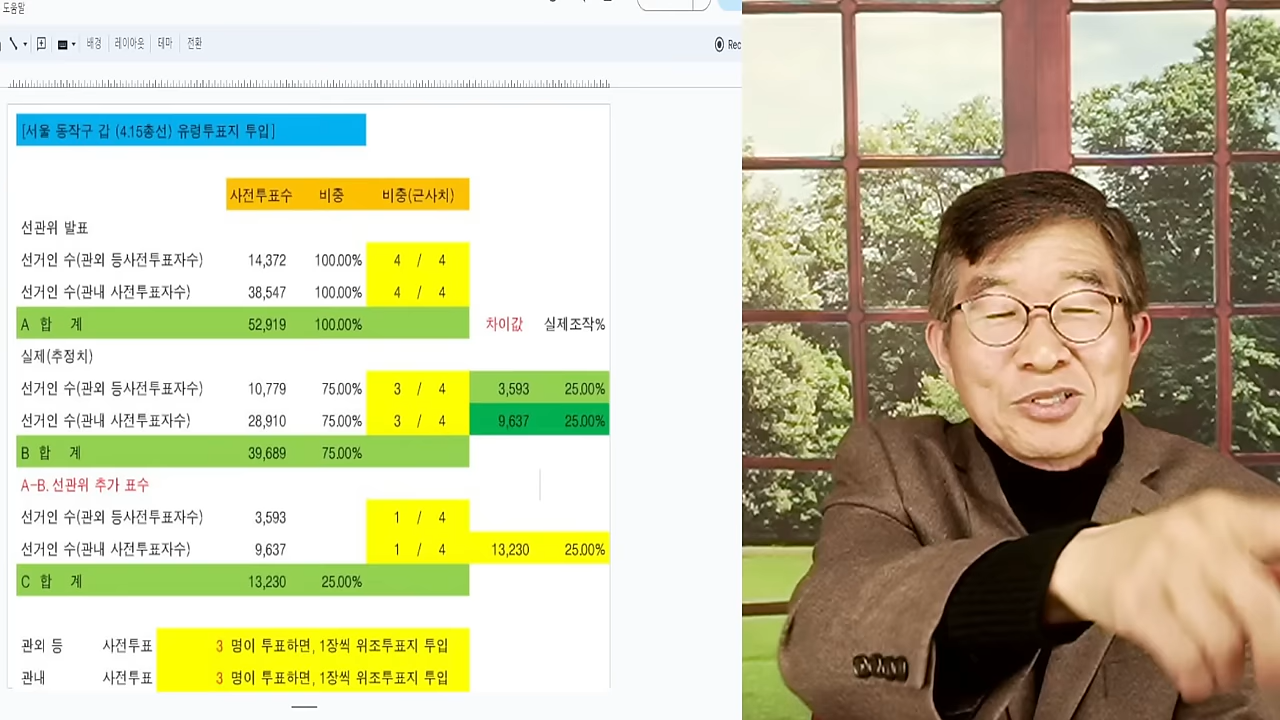 도움말
배경 레이아웃 테마 전환 Rec
[서울 동작구 갑 (4.15총선) 유령투표지 투입]
사전투표수 비중 비중(근사치)
선관위 발표
선거인 수(관외 등사전투표자수) 14,372 100.00% 4 / 4
선거인 수(관내 사전투표자수) 38,547 100.00% 4 / 4
A 합 계 52,919 100.00% 차이값 실제조작%
실제(추정치)
선거인 수(관외 등사전투표자수) 10,779 75.00% 3 / 4 3,593 25.00%
선거인 수(관내 사전투표자수) 28,910 75.00% 3 / 4 9,637 25.00%
B 합 계 39,689 75.00%
A-B. 선관위 추가 표수
선거인 수(관외 등사전투표자수) 3,593 1 / 4
선거인 수(관내 사전투표자수) 9,637 1 / 4 13,230 25.00%
C 합 계 13,230 25.00%
관외 등 사전투표 3 명이 투표하면, 1장씩 위조투표지 투입
관내 사전투표 3 명이 투표하면, 1장씩 위조투표지 투입